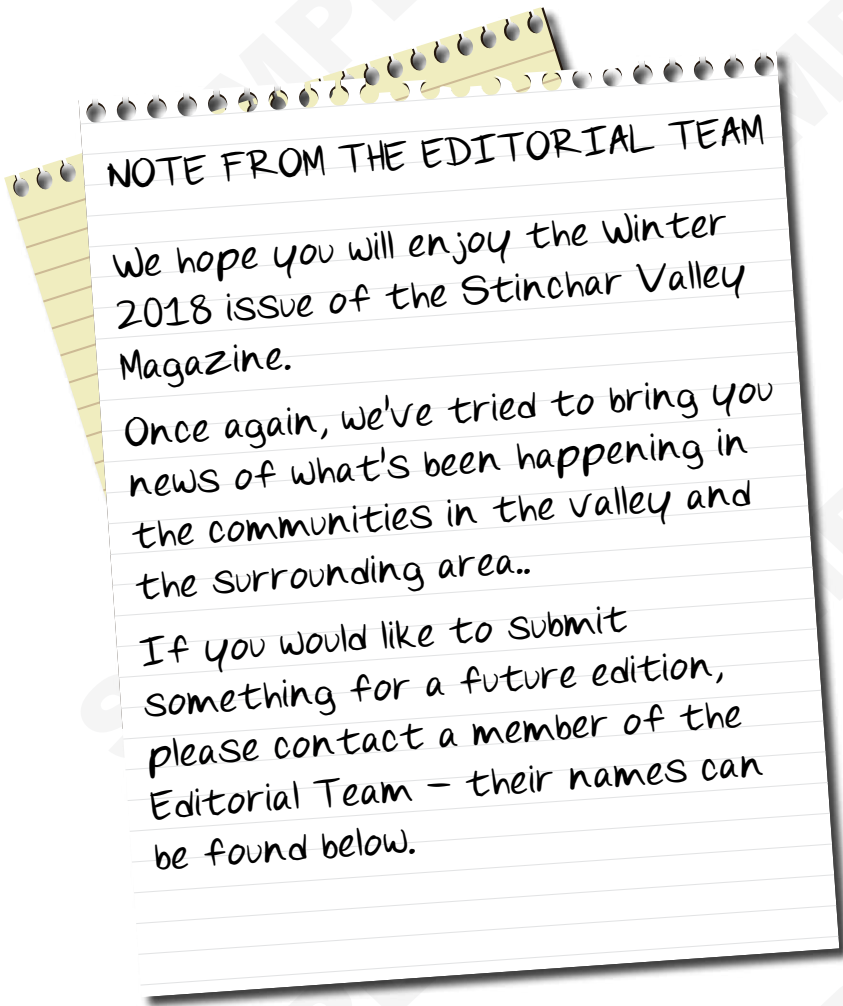 NOTE FROM THE EDITORIAL TEAM
We hope you will enjoy the Winter
2018 issue of the Stinchar Valley
Magazine.
Once again, we've tried to bring you
news of what's been happening in
the communities in the valley and
the surrounding area..
If you would like to submit
something for a future edition,
please contact a member of the
Editorial Team – their names can
be found below.